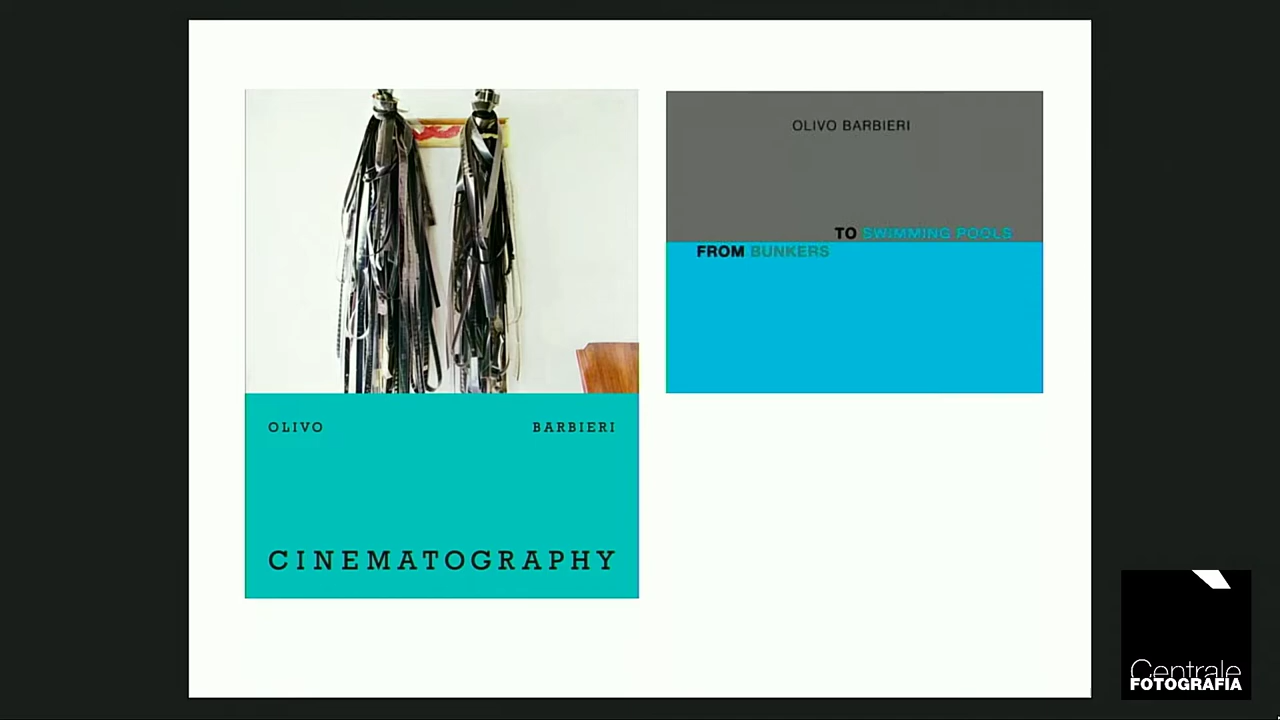 OLIVO BARBIERI
CINEMATOGRAPHY
OLIVO BARBIERI
TO SWIMMING POOLS
FROM BUNKERS
Centrale
FOTOGRAFIA